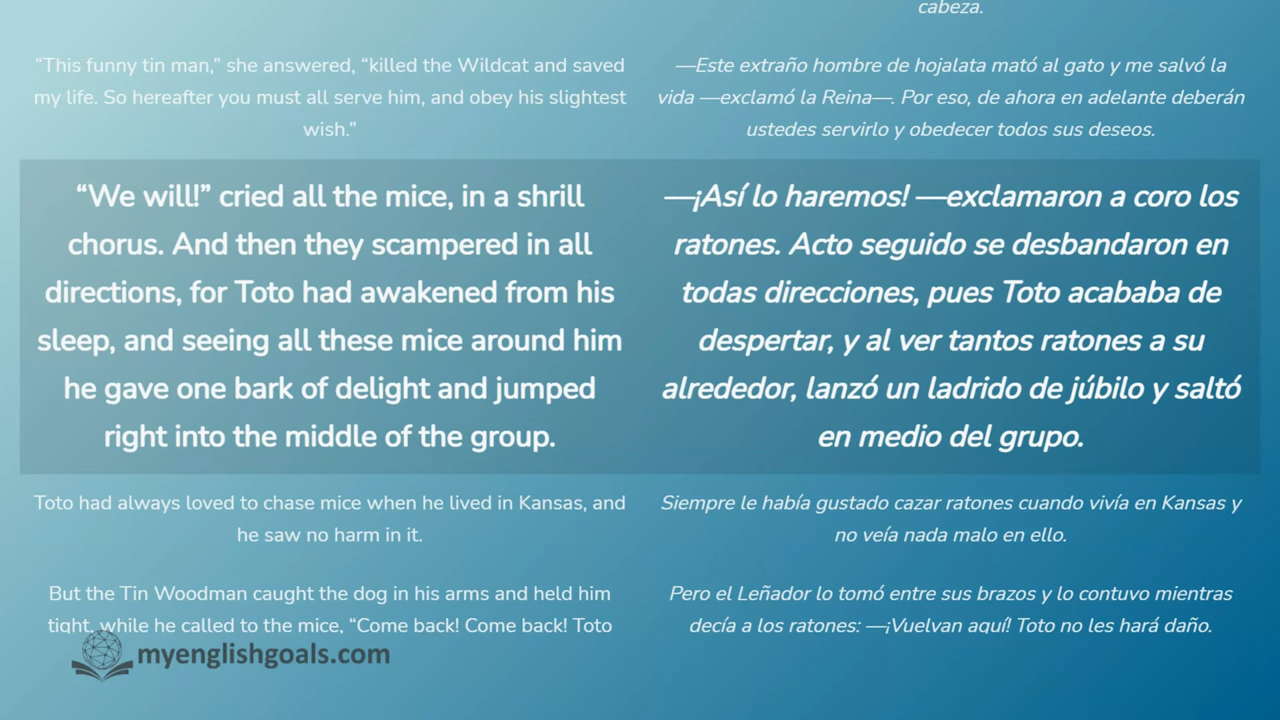 cabeza.
“This funny tin man,” she answered, “killed the Wildcat and saved
my life. So hereafter you must all serve him, and obey his slightest
wish.”
—Este extraño hombre de hojalata mató al gato y me salvó la
vida —exclamó la Reina—. Por eso, de ahora en adelante deberán
ustedes servirlo y obedecer todos sus deseos.
“We will!” cried all the mice, in a shrill
chorus. And then they scampered in all
directions, for Toto had awakened from his
sleep, and seeing all these mice around him
he gave one bark of delight and jumped
right into the middle of the group.
—¡Así lo haremos! —exclamaron a coro los
ratones. Acto seguido se desbandaron en
todas direcciones, pues Toto acababa de
despertar, y al ver tantos ratones a su
alrededor, lanzó un ladrido de júbilo y saltó
en medio del grupo.
Toto had always loved to chase mice when he lived in Kansas, and
he saw no harm in it.
Siempre le había gustado cazar ratones cuando vivía en Kansas y
no veía nada malo en ello.
But the Tin Woodman caught the dog in his arms and held him
tight, while he called to the mice, “Come back! Come back! Toto
Pero el Leñador lo tomó entre sus brazos y lo contuvo mientras
decía a los ratones: —¡Vuelvan aquí! Toto no les hará daño.
myenglishgoals.com